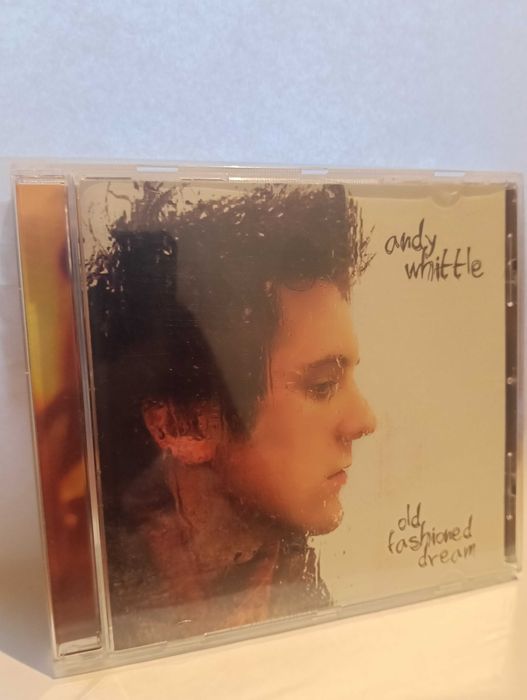 andy
whittle
old
fashioned
dream